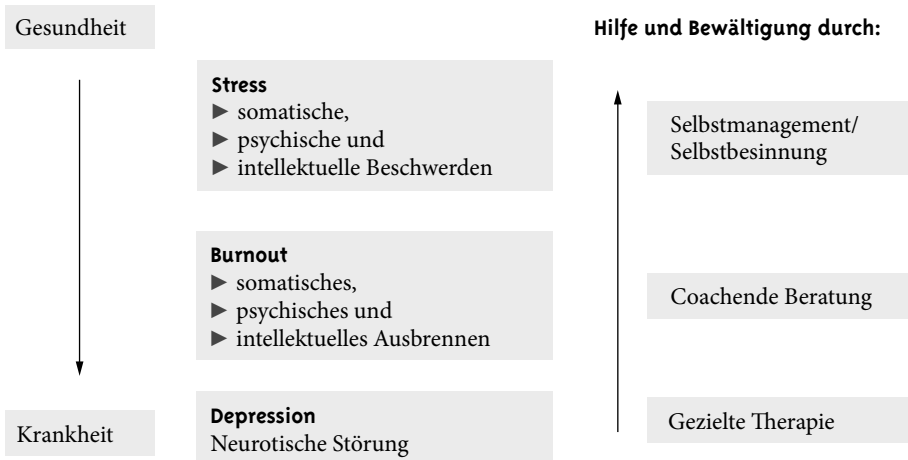 Gesundheit
Hilfe und Bewältigung durch:
Stress
► somatische,
► psychische und
► intellektuelle Beschwerden
Selbstmanagement/
Selbstbesinnung
Burnout
► somatisches,
► psychisches und
► intellektuelles Ausbrennen
Coachende Beratung
Krankheit
Depression
Neurotische Störung
Gezielte Therapie